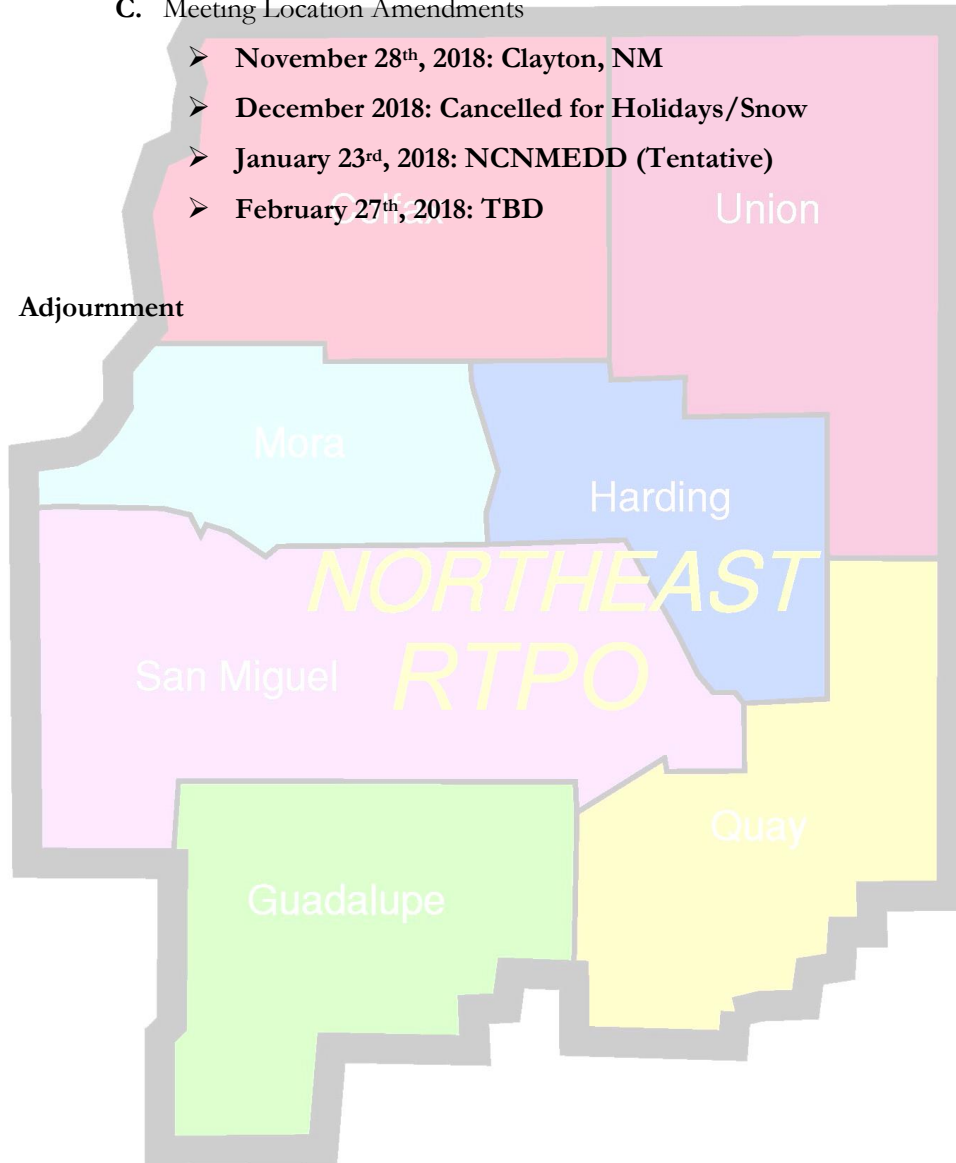 C. Meeting Location Amendments
➢ November 28th, 2018: Clayton, NM
➢ December 2018: Cancelled for Holidays/Snow
➢ January 23rd, 2018: NCNMEDD (Tentative)
➢ February 27th, 2018: TBD
Colfax
Union
Adjournment
Mora
Harding
NORTHEAST
San Miguel
RTPO
Quay
Guadalupe